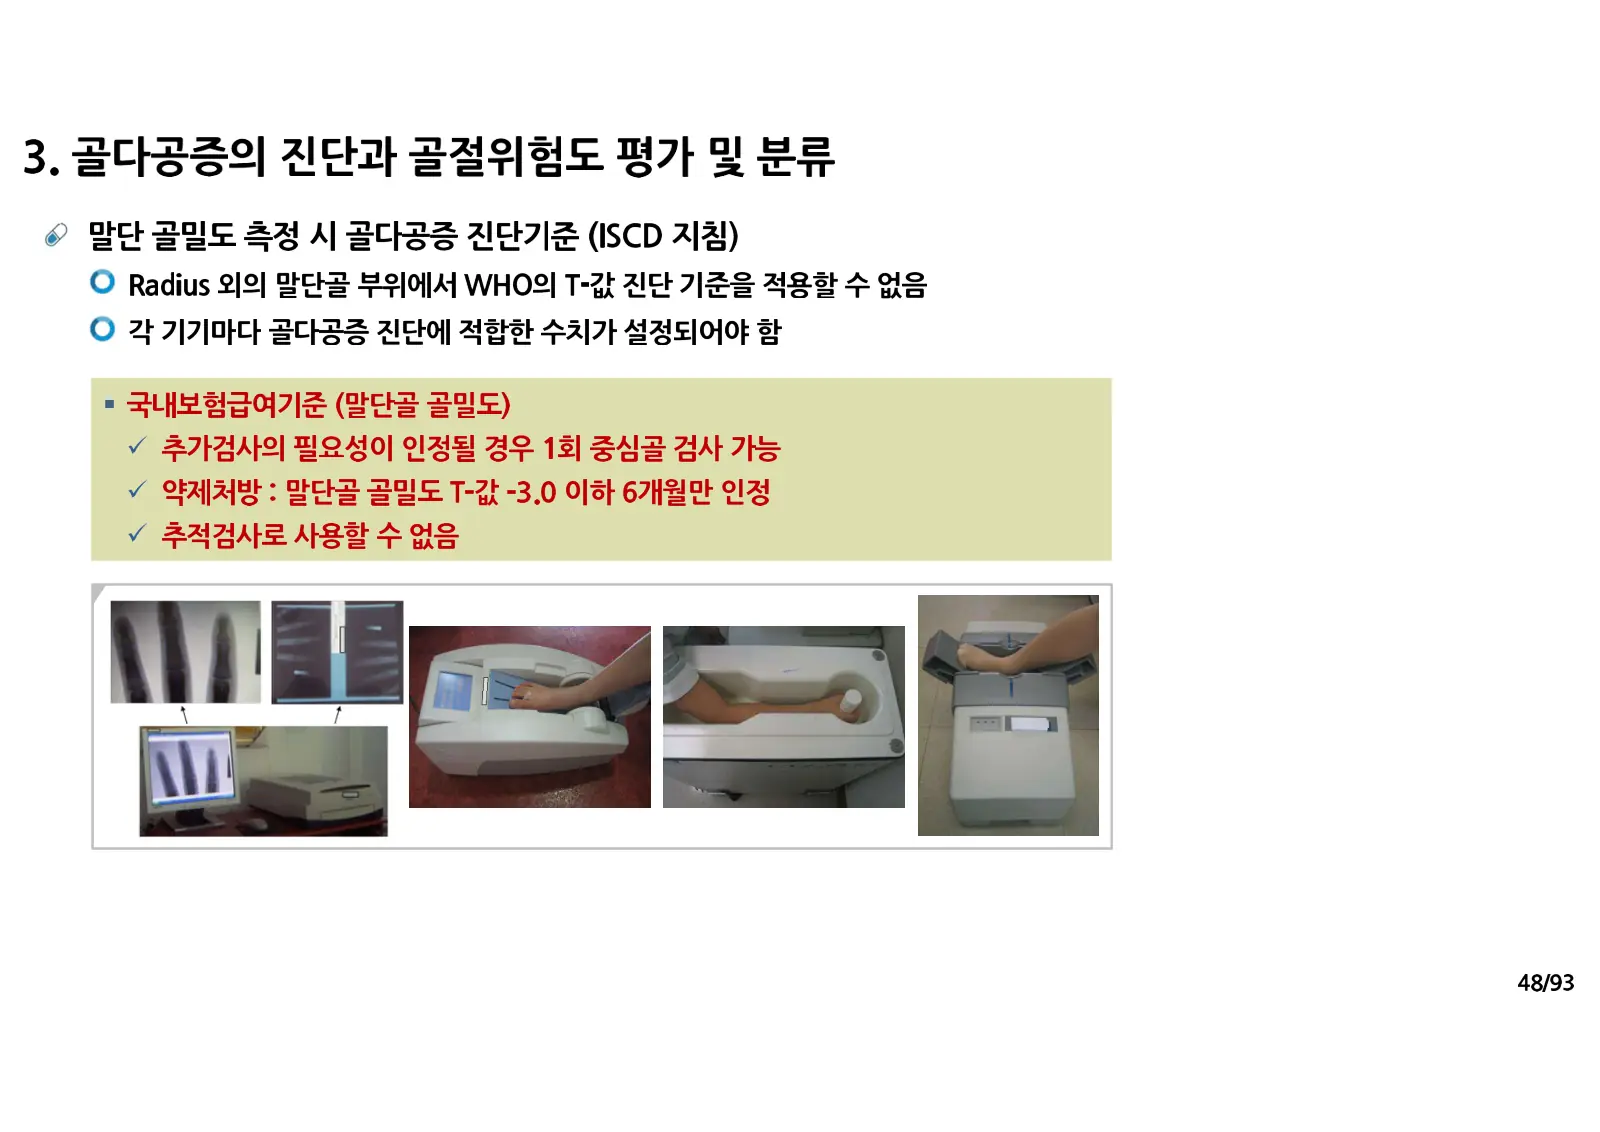 3. 골다공증의 진단과 골절위험도 평가 및 분류
말단 골밀도 측정 시 골다공증 진단기준 (ISCD 지침)
Radius 외의 말단골 부위에서 WHO의 T-값 진단 기준을 적용할 수 없음
각 기기마다 골다공증 진단에 적합한 수치가 설정되어야 함
▪ 국내보험급여기준 (말단골 골밀도)
✓ 추가검사의 필요성이 인정될 경우 1회 중심골 검사 가능
✓ 약제처방 : 말단골 골밀도 T-값 -3.0 이하 6개월만 인정
✓ 추적검사로 사용할 수 없음
48/93